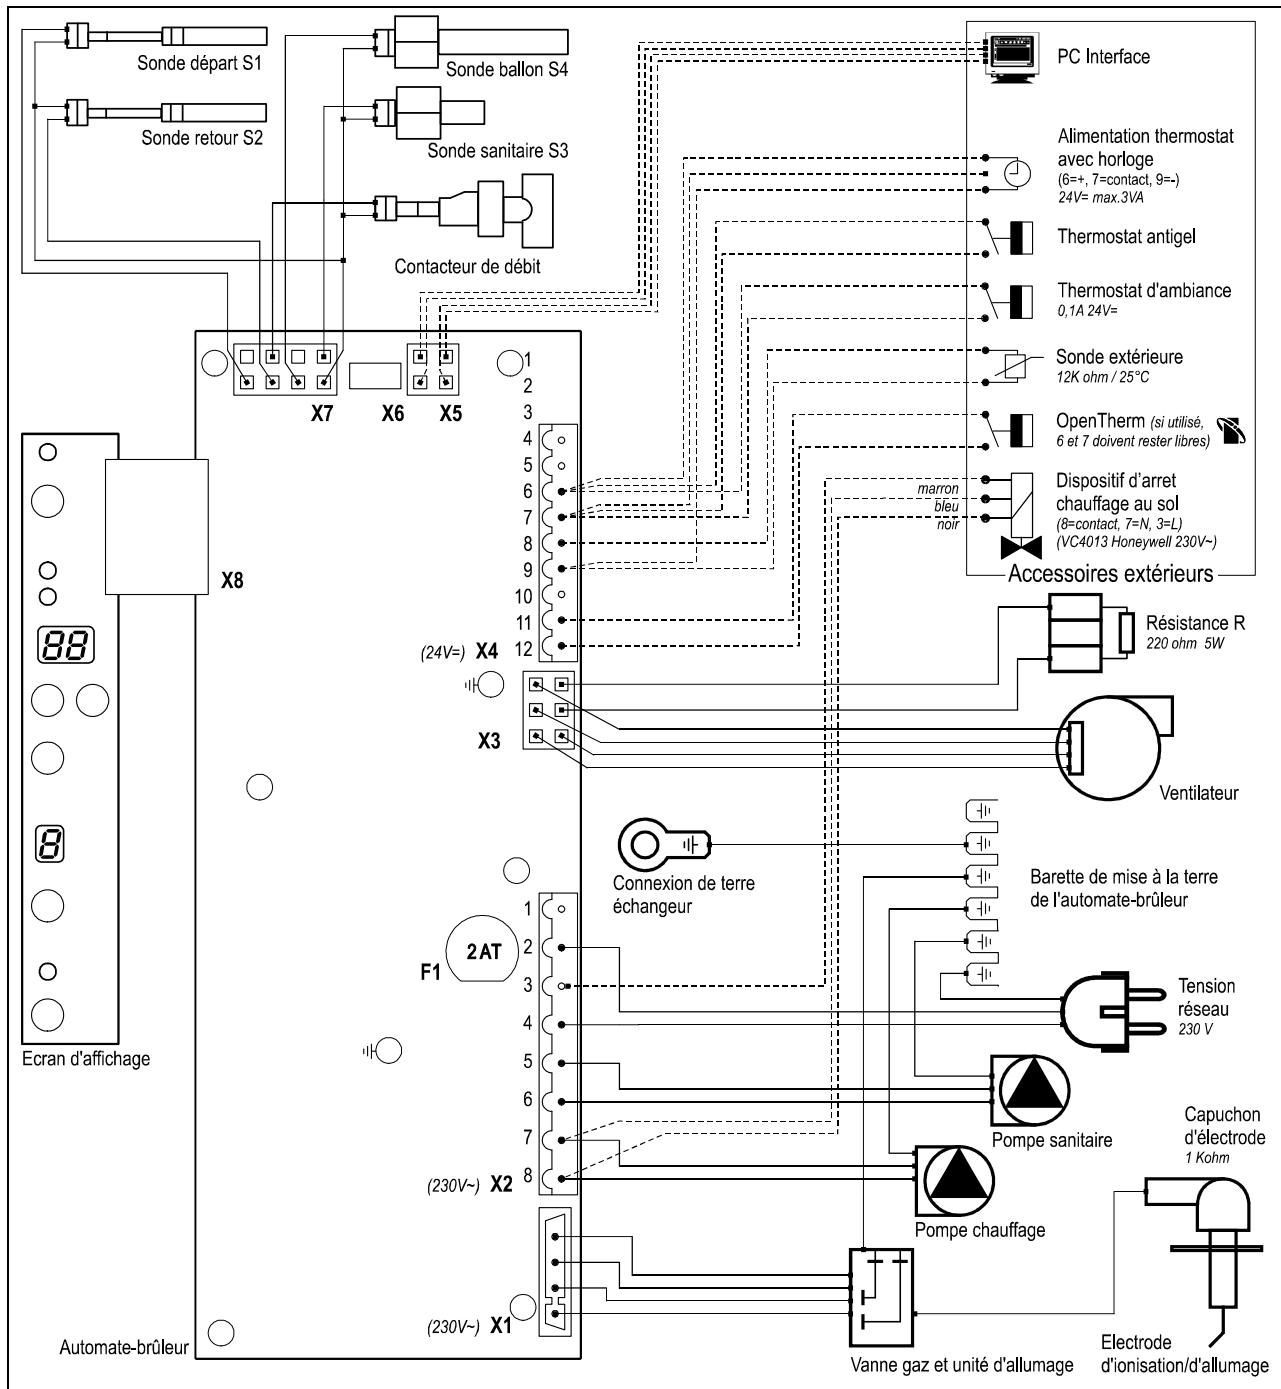 Sonde départ S1
Sonde retour S2
Sonde ballon S4
Sonde sanitaire S3
Contacteur de débit
PC Interface
Alimentation thermostat
avec horloge
(6=+, 7=contact, 9=-)
24V= max.3VA
Thermostat antigel
Thermostat d'ambiance
0,1A 24V=
Sonde extérieure
12K ohm / 25°C
OpenTherm (si utilisé,
6 et 7 doivent rester libres)
marron
bleu
noir
Dispositif d'arret
chauffage au sol
(8=contact, 7=N, 3=L)
(VC4013 Honeywell 230V~)
Accessoires extérieurs
X7
X6
X5
1
2
3
4
5
6
7
8
9
10
11
12
(24V=) X4
X8
88
8
Ecran d'affichage
X3
Résistance R
220 ohm 5W
Ventilateur
Connexion de terre
échangeur
Barette de mise à la terre
de l'automate-brûleur
2AT
F1
1
2
3
4
5
6
7
8
(230V~) X2
Tension
réseau
230 V
Pompe sanitaire
Pompe chauffage
Capuchon
d'électrode
1 Kohm
(230V~) X1
Automate-brûleur
Vanne gaz et unité d'allumage
Electrode
d'ionisation/d'allumage